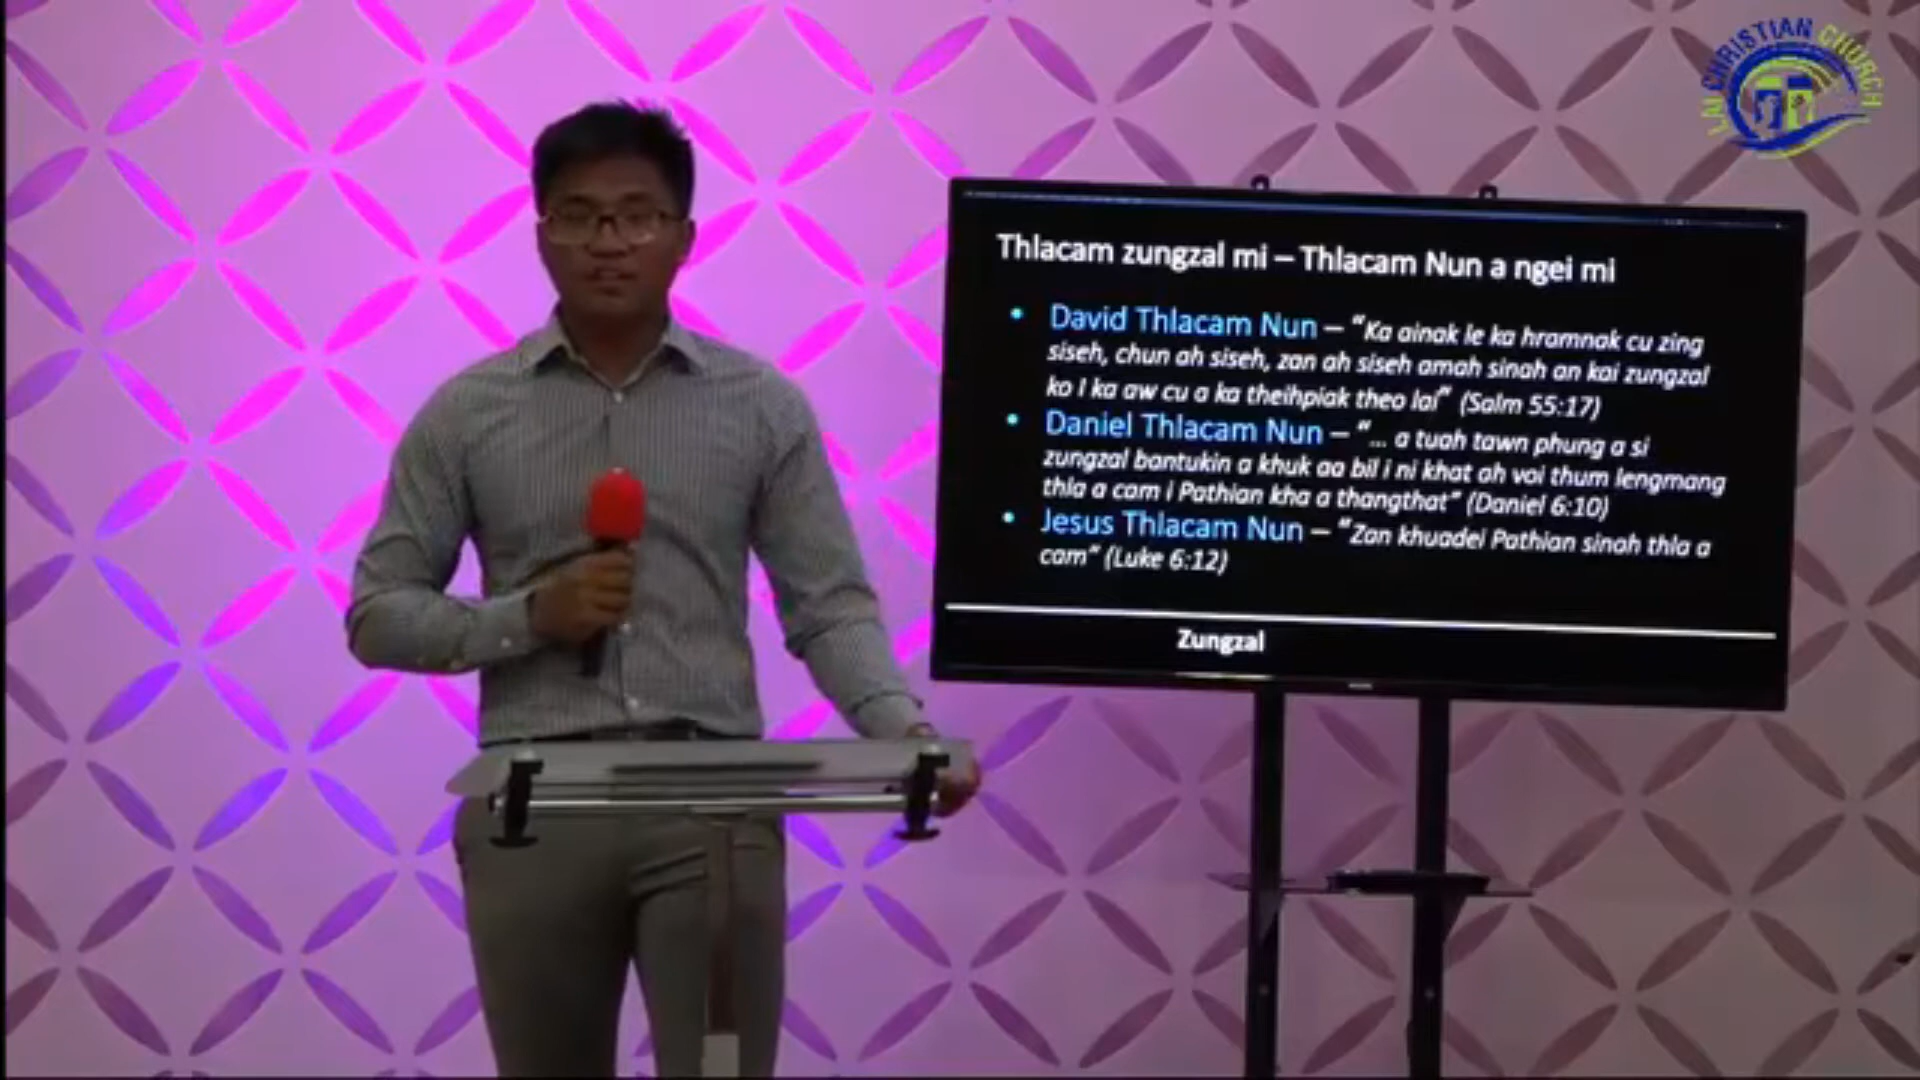 LAI CHRISTIAN CHURCH
Thlacam zungzal mi – Thlacam Nun a ngei mi
• David Thlacam Nun – “Ka ainak le ka hramnak cu zing
siseh, chun ah siseh, zan ah siseh amah sinah an kai zungzal
ko I ka aw cu a ka theihpiak theo lai” (Salm 55:17)
• Daniel Thlacam Nun – “... a tuah tawn phung a si
zungzal bantukin a khuk aa bil i ni khat ah voi thum lengmang
thla a cam i Pathian kha a thangthat” (Daniel 6:10)
• Jesus Thlacam Nun – “Zan khuadei Pathian sinah thla a
cam” (Luke 6:12)
Zungzal